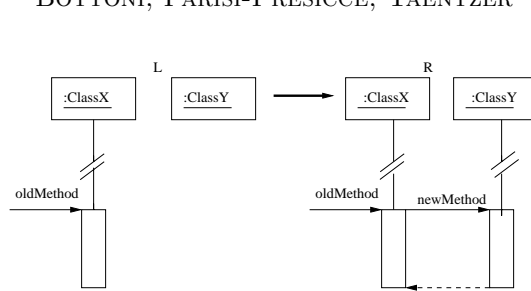 BOTTONI, PARISI-PRESICCE, TAENTZER
L R
:ClassX :ClassY :ClassX :ClassY
oldMethod oldMethod newMethod